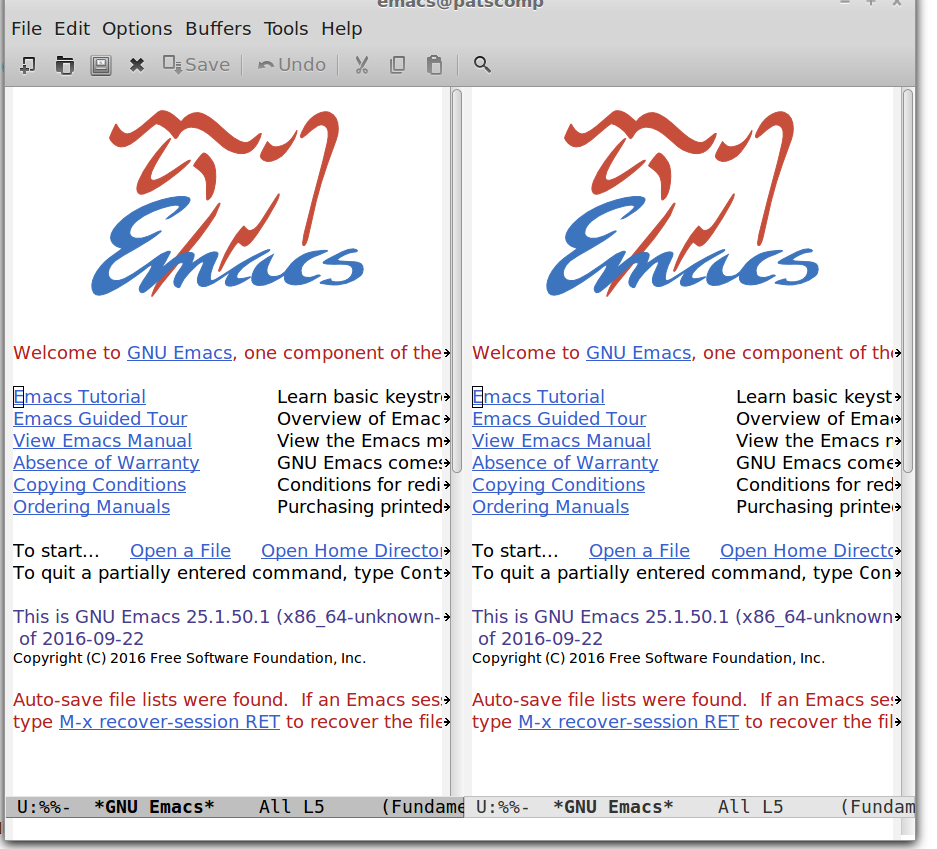 emacs@patscomp
File Edit Options Buffers Tools Help
Save Undo
Emacs
Welcome to GNU Emacs, one component of the
Emacs Tutorial Learn basic keystr
Emacs Guided Tour Overview of Emac
View Emacs Manual View the Emacs m
Absence of Warranty GNU Emacs comes
Copying Conditions Conditions for redi
Ordering Manuals Purchasing printed
To start... Open a File Open Home Director
To quit a partially entered command, type Cont
This is GNU Emacs 25.1.50.1 (x86_64-unknown-
of 2016-09-22
Copyright (C) 2016 Free Software Foundation, Inc.
Auto-save file lists were found. If an Emacs ses
type M-x recover-session RET to recover the file
U:%%- *GNU Emacs* All L5 (Fundame
Emacs
Welcome to GNU Emacs, one component of the
Emacs Tutorial Learn basic keyst
Emacs Guided Tour Overview of Emac
View Emacs Manual View the Emacs m
Absence of Warranty GNU Emacs come
Copying Conditions Conditions for red
Ordering Manuals Purchasing printe
To start... Open a File Open Home Directo
To quit a partially entered command, type Con
This is GNU Emacs 25.1.50.1 (x86_64-unknown
of 2016-09-22
Copyright (C) 2016 Free Software Foundation, Inc.
Auto-save file lists were found. If an Emacs ses
type M-x recover-session RET to recover the fil
U:%%- *GNU Emacs* All L5 (Fundam